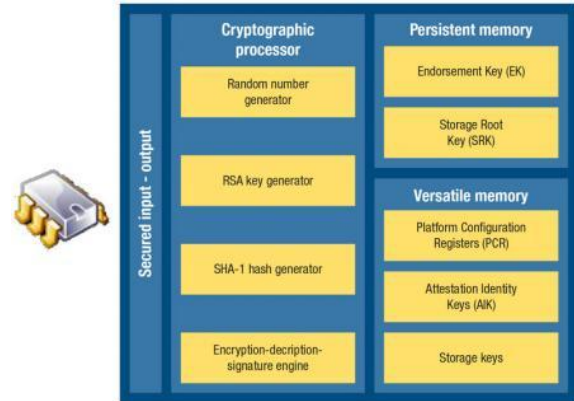 Secured input - output
Cryptographic
processor
Random number
generator
RSA key generator
SHA-1 hash generator
Encryption-decription-
signature engine
Persistent memory
Endorsement Key (EK)
Storage Root
Key (SRK)
Versatile memory
Platform Configuration
Registers (PCR)
Attestation Identity
Keys (AIK)
Storage keys